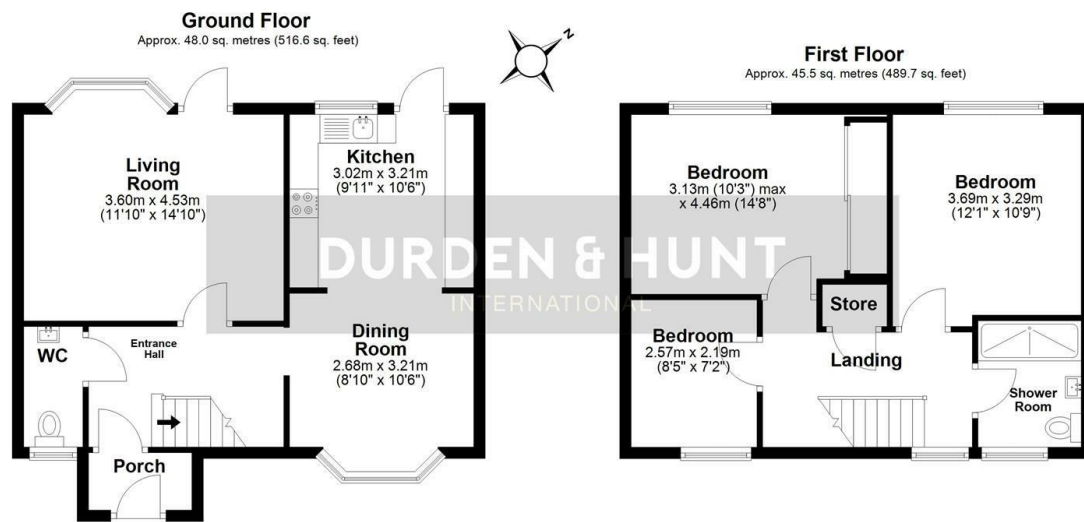 Ground Floor
Approx. 48.0 sq. metres (516.6 sq. feet)
N
First Floor
Approx. 45.5 sq. metres (489.7 sq. feet)
Living
Room
3.60m x 4.53m
(11'10" x 14'10")
Kitchen
3.02m x 3.21m
(9'11" x 10'6")
WC
Entrance
Hall
Dining
Room
2.68m x 3.21m
(8'10" x 10'6")
Porch
Bedroom
3.13m (10'3") max
x 4.46m (14'8")
Bedroom
3.69m x 3.29m
(12'1" x 10'9")
Store
Bedroom
2.57m x 2.19m
(8'5" x 7'2")
Landing
Shower
Room
DURDEN & HUNT
INTERNATIONAL